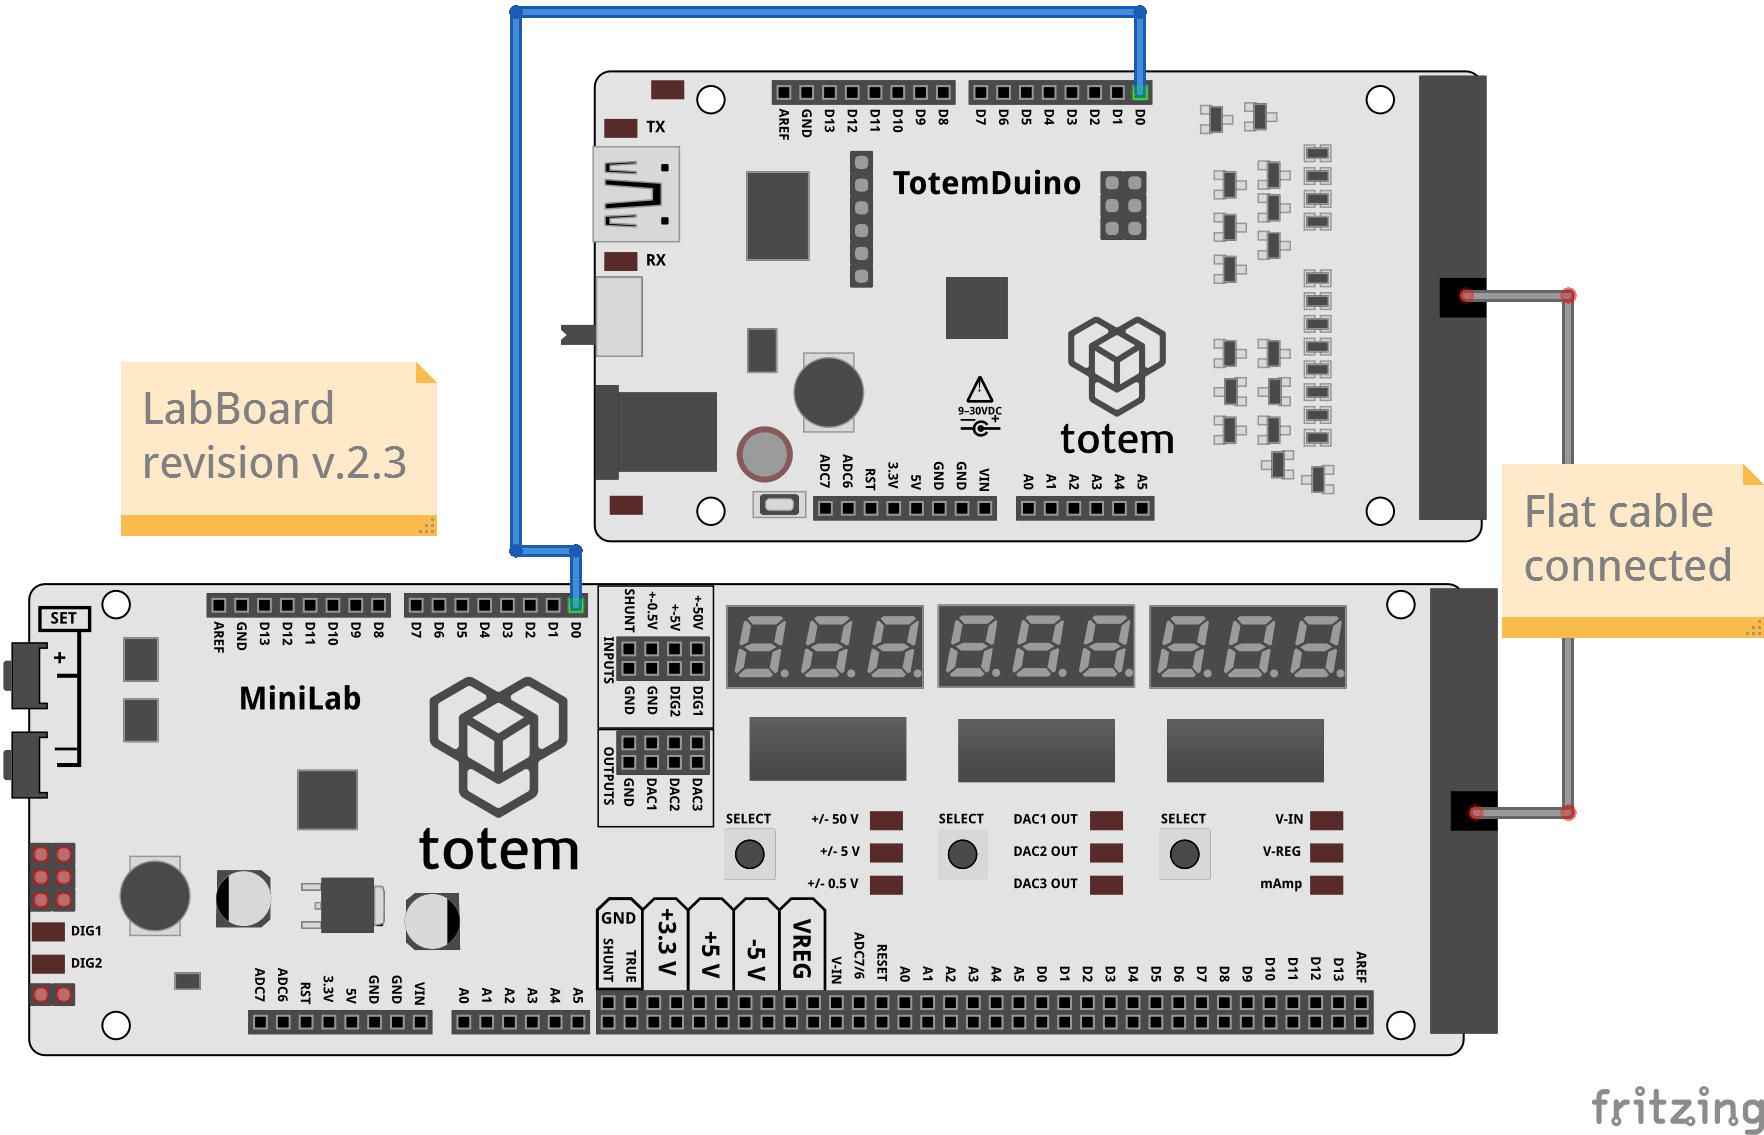 AREF GND D13 D12 D11 D10 D9 D8 D7 D6 D5 D4 D3 D2 D1 D0
TX
TotemDuino
RX
9-30VDC
totem
ADC7 ADC6 RST 3.3V 5V GND GND VIN A0 A1 A2 A3 A4 A5
LabBoard
revision v.2.3
Flat cable
connected
SET
+
AREF GND D13 D12 D11 D10 D9 D8 D7 D6 D5 D4 D3 D2 D1 D0
MiniLab
totem
SHUNT +-0.5V +-5V +-50V
INPUTS
GND GND DIG2 DIG1
OUTPUTS
GND DAC1 DAC2 DAC3
SELECT +/- 50 V SELECT DAC1 OUT SELECT V-IN
+/- 5 V DAC2 OUT V-REG
+/- 0.5 V DAC3 OUT mAmp
DIG1
DIG2
GND
SHUNT TRUE +3.3 V +5 V -5 V VREG V-IN ADC7/6 RESET A0 A1 A2 A3 A4 A5 D0 D1 D2 D3 D4 D5 D6 D7 D8 D9 D10 D11 D12 D13 AREF
ADC7 ADC6 RST 3.3V 5V GND GND VIN A0 A1 A2 A3 A4 A5
fritzing